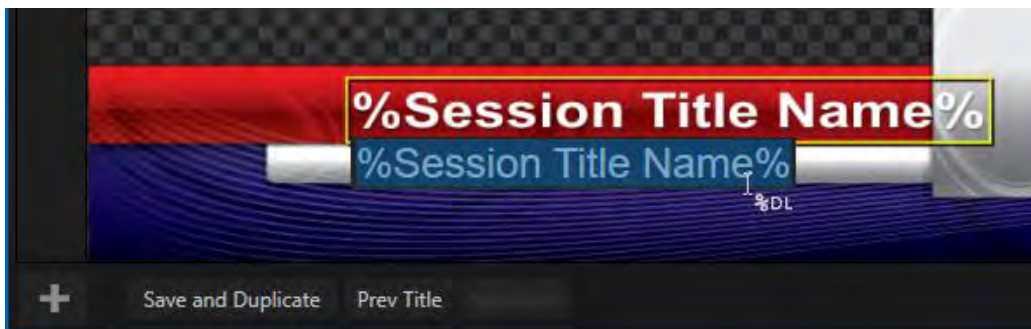 %Session Title Name%
%Session Title Name%
%DL
Save and Duplicate Prev Title